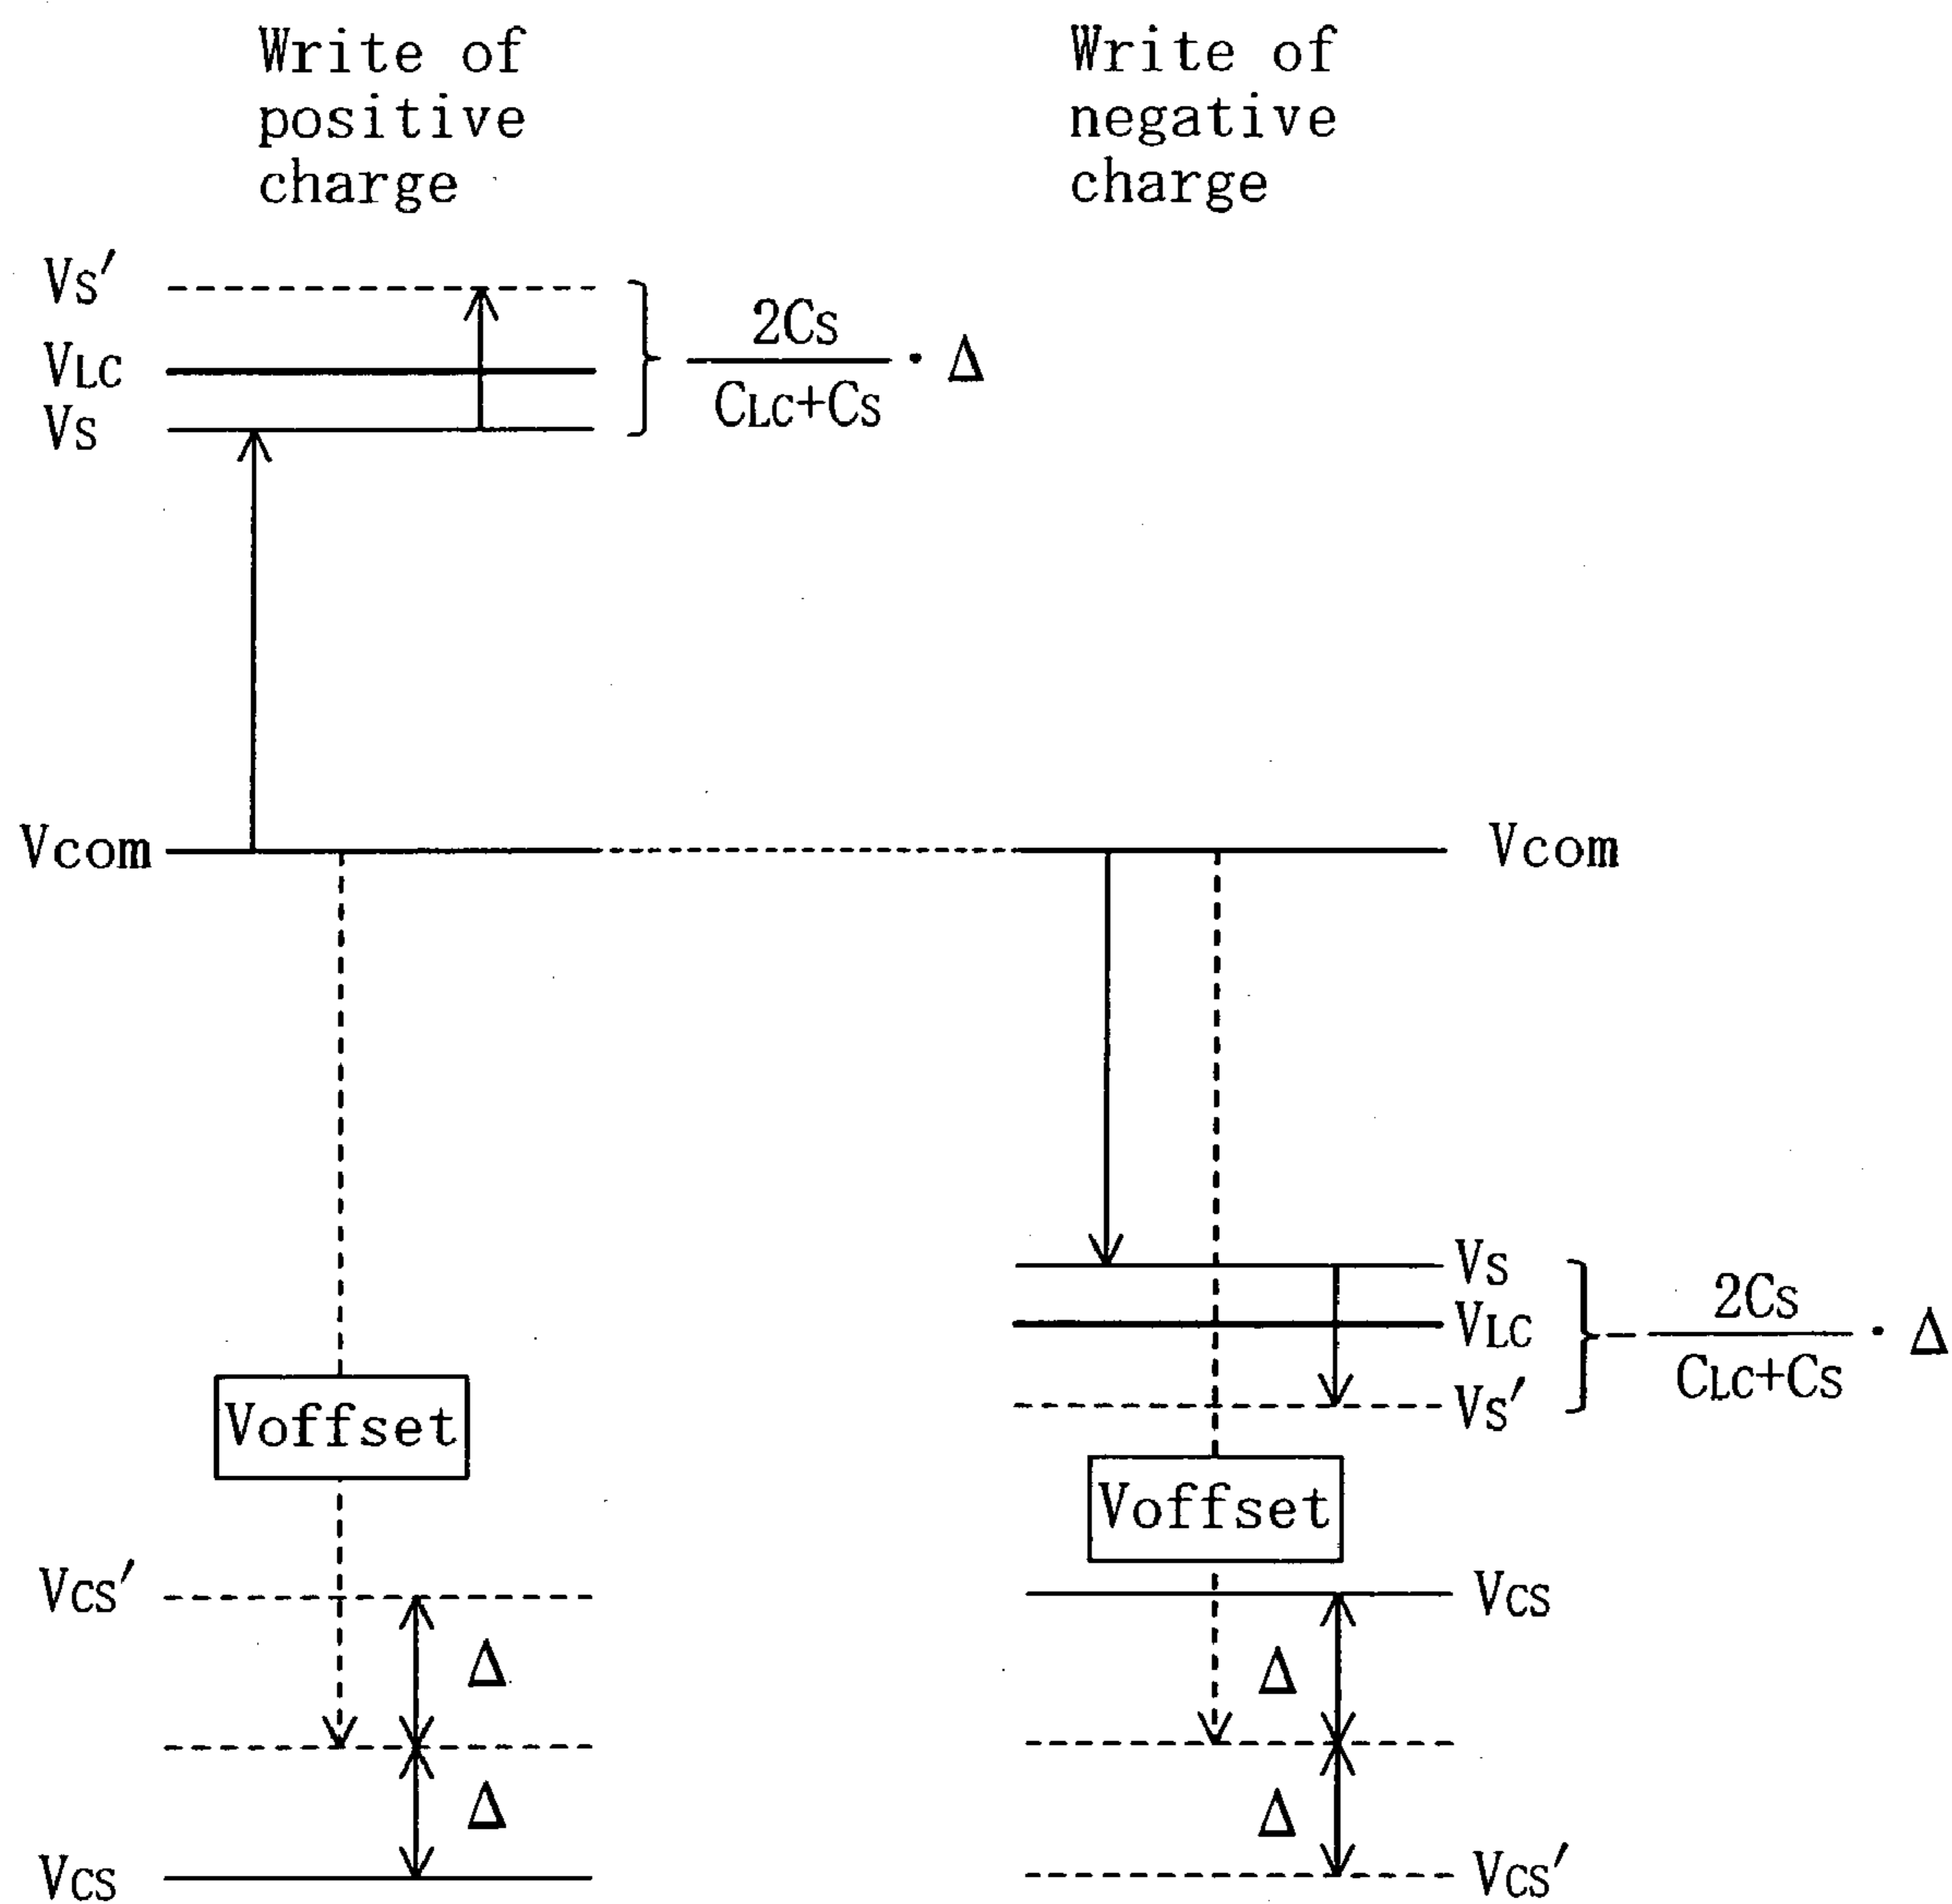 Write of
positive
charge
Write of
negative
charge
Vs′
VLC
Vs
2Cs
CLC+Cs
· Δ
Vcom
Vcom
Vs
VLC
Vs′
2Cs
− CLC+Cs · Δ
Voffset
Voffset
Vcs′
Δ
Δ
Vcs
Vcs
Δ
Δ
Vcs′